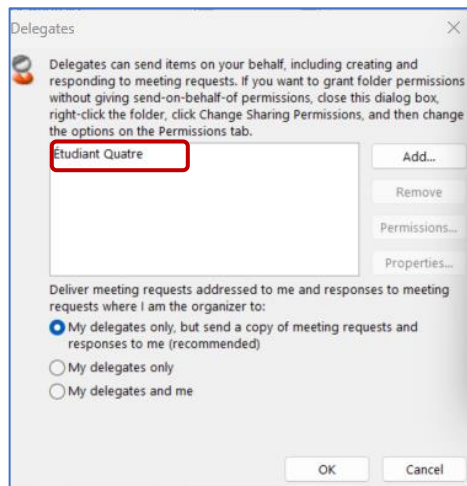 Delegates
Delegates can send items on your behalf, including creating and
responding to meeting requests. If you want to grant folder permissions
without giving send-on-behalf-of permissions, close this dialog box,
right-click the folder, click Change Sharing Permissions, and then change
the options on the Permissions tab.
Étudiant Quatre
Add...
Remove
Permissions...
Properties...
Deliver meeting requests addressed to me and responses to meeting
requests where I am the organizer to:
My delegates only, but send a copy of meeting requests and
responses to me (recommended)
My delegates only
My delegates and me
OK
Cancel